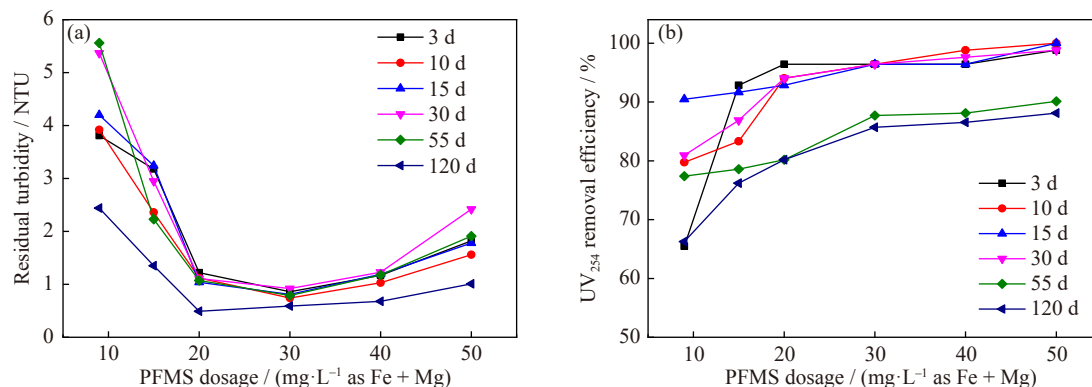 (a)
6
5
4
3
2
1
0
Residual turbidity / NTU
3 d
10 d
15 d
30 d
55 d
120 d
10 20 30 40 50
PFMS dosage / (mg·L⁻¹ as Fe + Mg)
(b)
100
90
80
70
60
50
UV₂₅₄ removal efficiency / %
3 d
10 d
15 d
30 d
55 d
120 d
10 20 30 40 50
PFMS dosage / (mg·L⁻¹ as Fe + Mg)